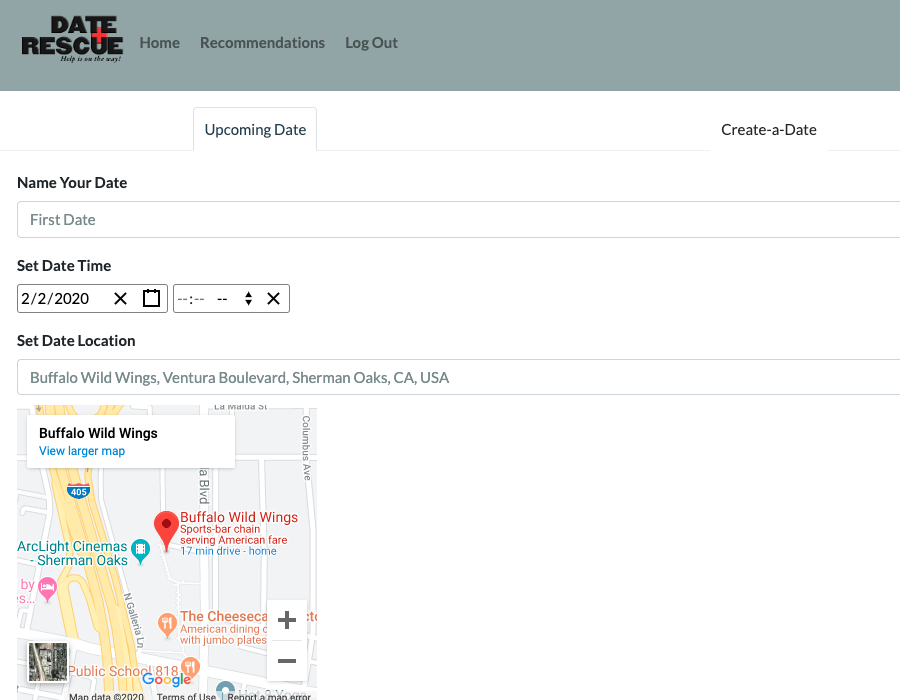 DATE
RESCUE
Help is on the way!
Home
Recommendations
Log Out
Upcoming Date
Create-a-Date
Name Your Date
First Date
Set Date Time
2/2/2020
--:-- --
Set Date Location
Buffalo Wild Wings, Ventura Boulevard, Sherman Oaks, CA, USA
La Maida St
Columbus Ave
Buffalo Wild Wings
View larger map
a Blvd
405
Buffalo Wild Wings
Sports-bar chain
serving American fare
17 min drive - home
ArcLight Cinemas
- Sherman Oaks
by
es...
N Galleria Ln
The Cheeseca
cto
American dining c
with jumbo plates
Public School 818
Google
Map data ©2020
Terms of Use
Report a map error